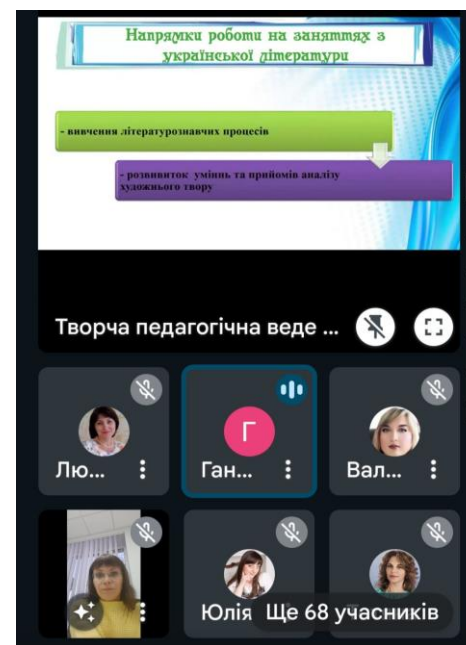 Напрямки роботи на заняттях з
української літератури
- вивчення літературознавчих процесів
- розвивиток умінь та прийомів аналізу
художнього твору
Творча педагогічна веде ...
Лю...
Г
Ган...
Вал...
Юлія
Ще 68 учасників